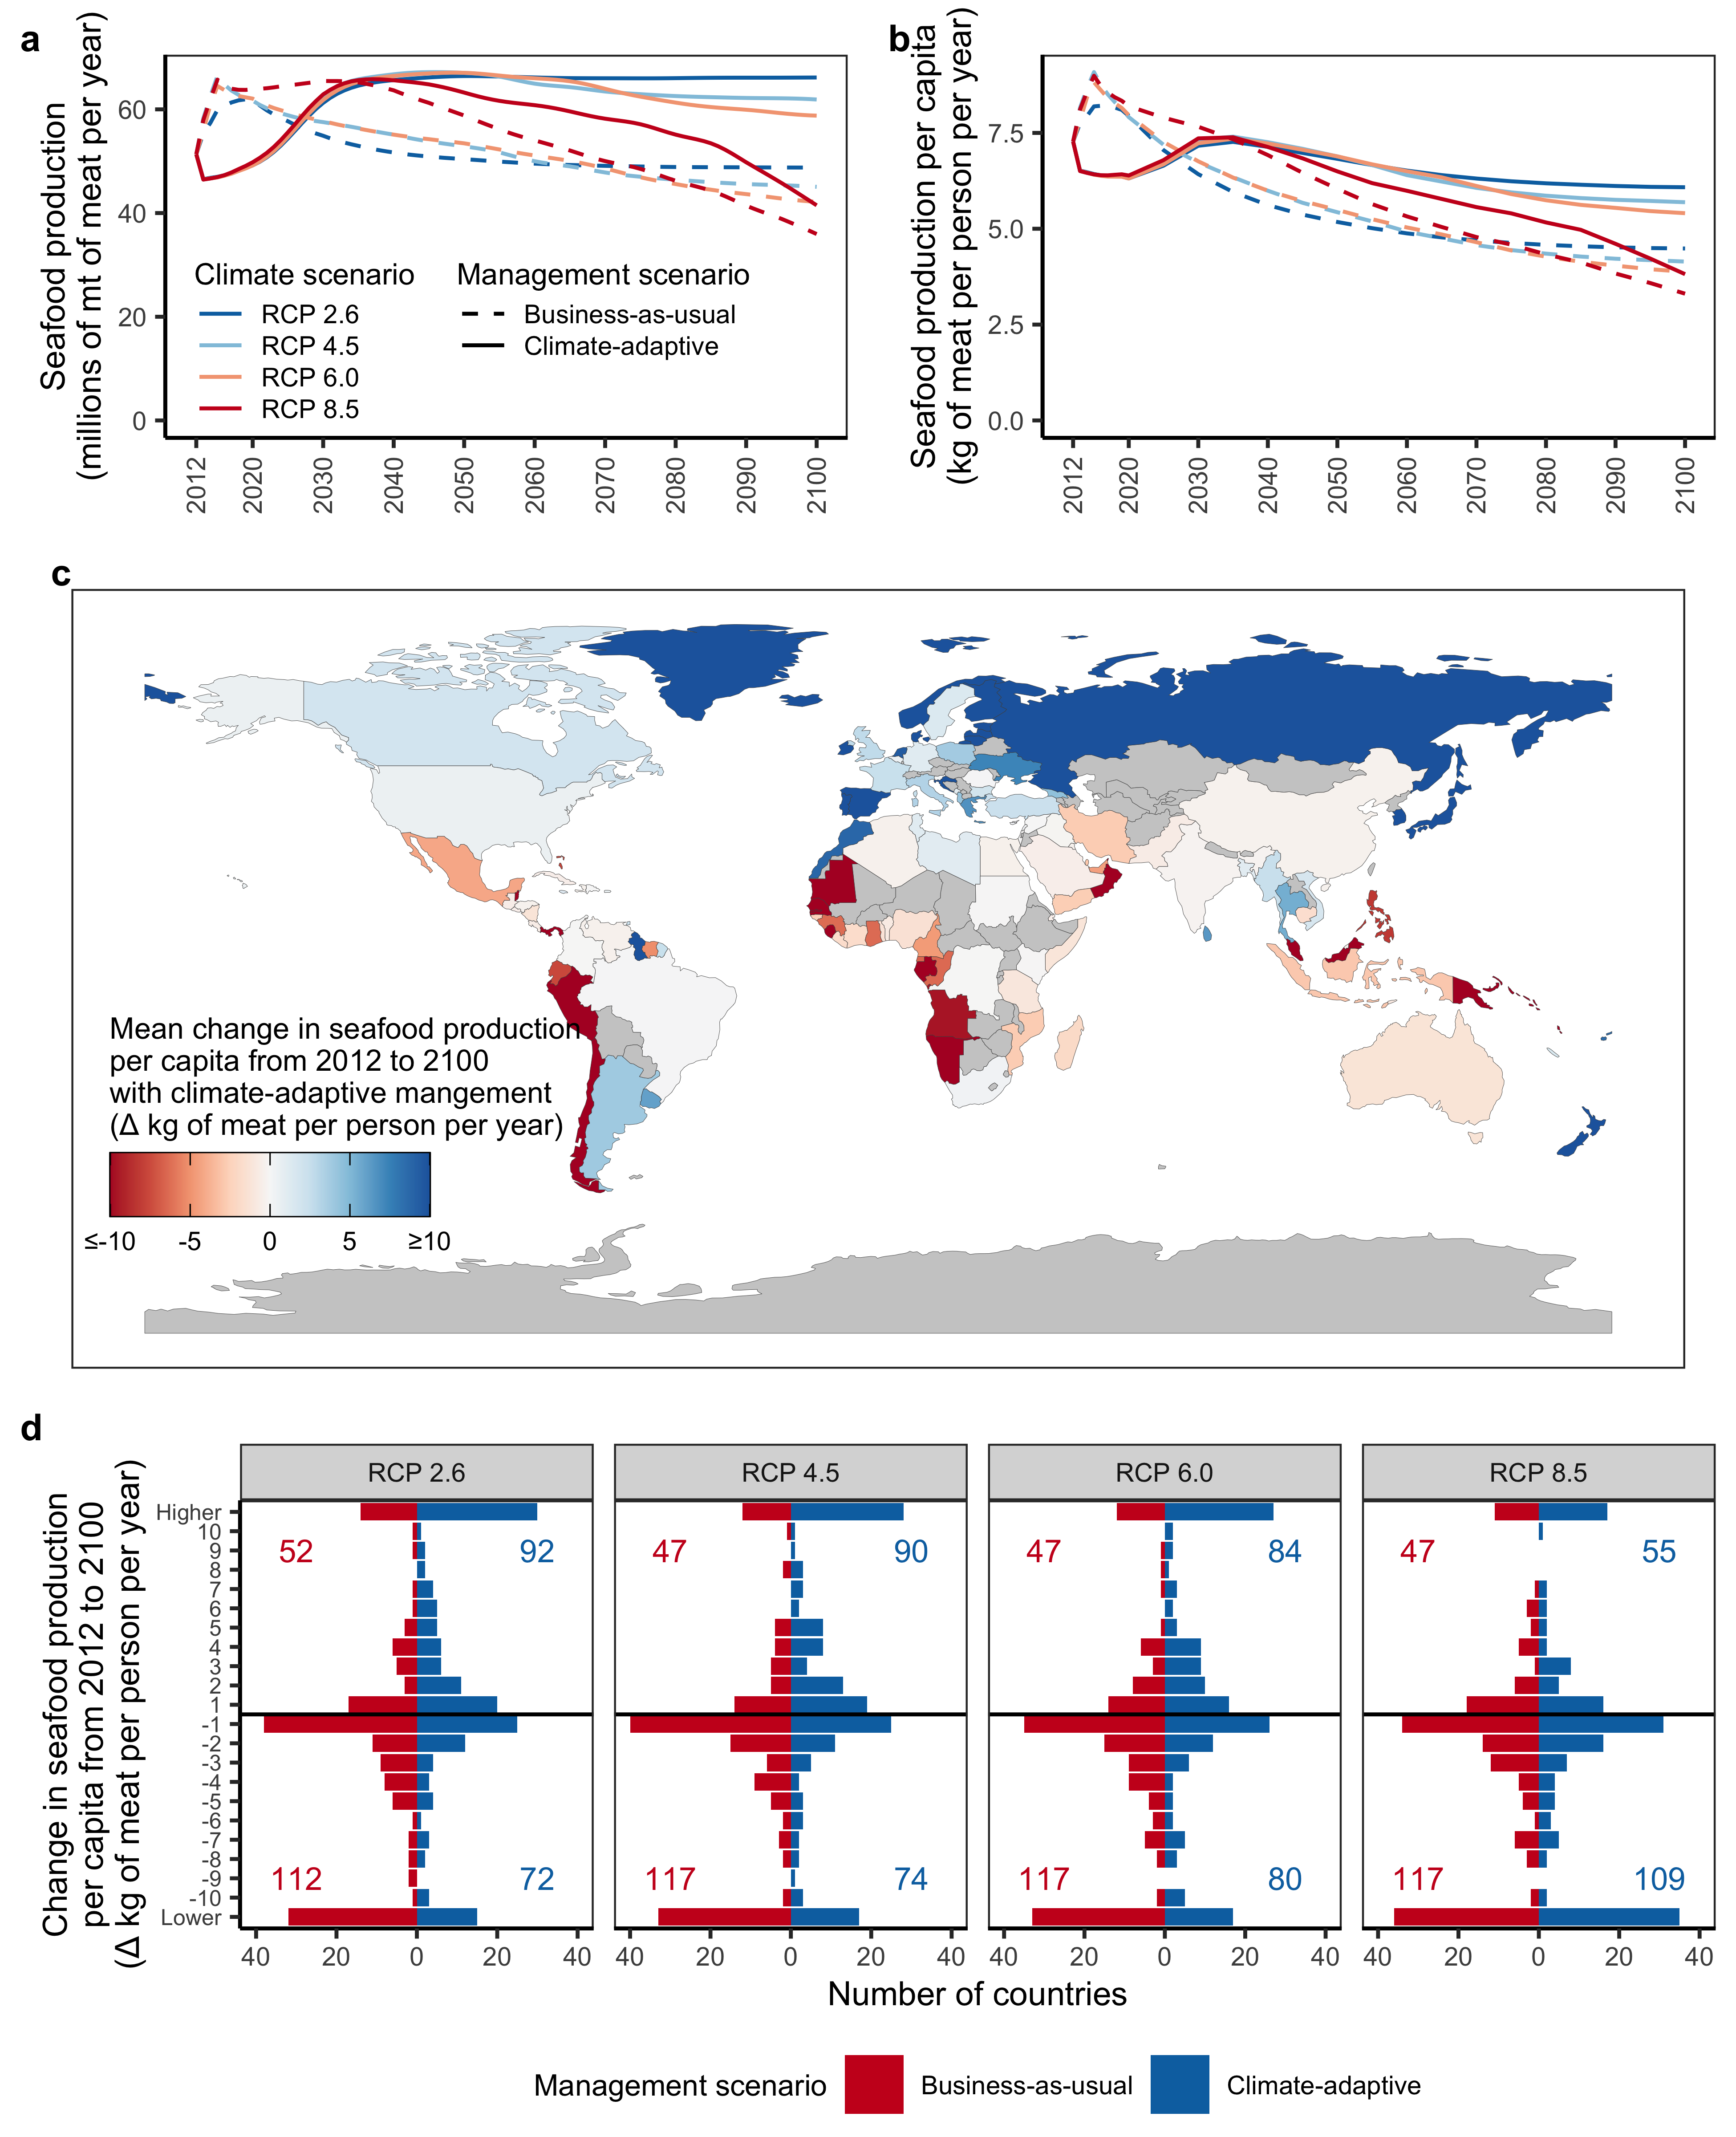 a
Seafood production
(millions of mt of meat per year)
60
40
20
0
Climate scenario
RCP 2.6
RCP 4.5
RCP 6.0
RCP 8.5
Management scenario
Business-as-usual
Climate-adaptive
2012 2020 2030 2040 2050 2060 2070 2080 2090 2100
b
Seafood production per capita
(kg of meat per person per year)
7.5
5.0
2.5
0.0
2012 2020 2030 2040 2050 2060 2070 2080 2090 2100
c
Mean change in seafood production
per capita from 2012 to 2100
with climate-adaptive mangement
(Δ kg of meat per person per year)
≤-10 -5 0 5 ≥10
d
Change in seafood production
per capita from 2012 to 2100
(Δ kg of meat per person per year)
RCP 2.6 RCP 4.5 RCP 6.0 RCP 8.5
Higher
10
9
8
7
6
5
4
3
2
1
-1
-2
-3
-4
-5
-6
-7
-8
-9
-10
Lower
52 92 47 90 47 84 47 55
112 72 117 74 117 80 117 109
40 20 0 20 40 40 20 0 20 40 40 20 0 20 40 40 20 0 20 40
Number of countries
Management scenario Business-as-usual Climate-adaptive